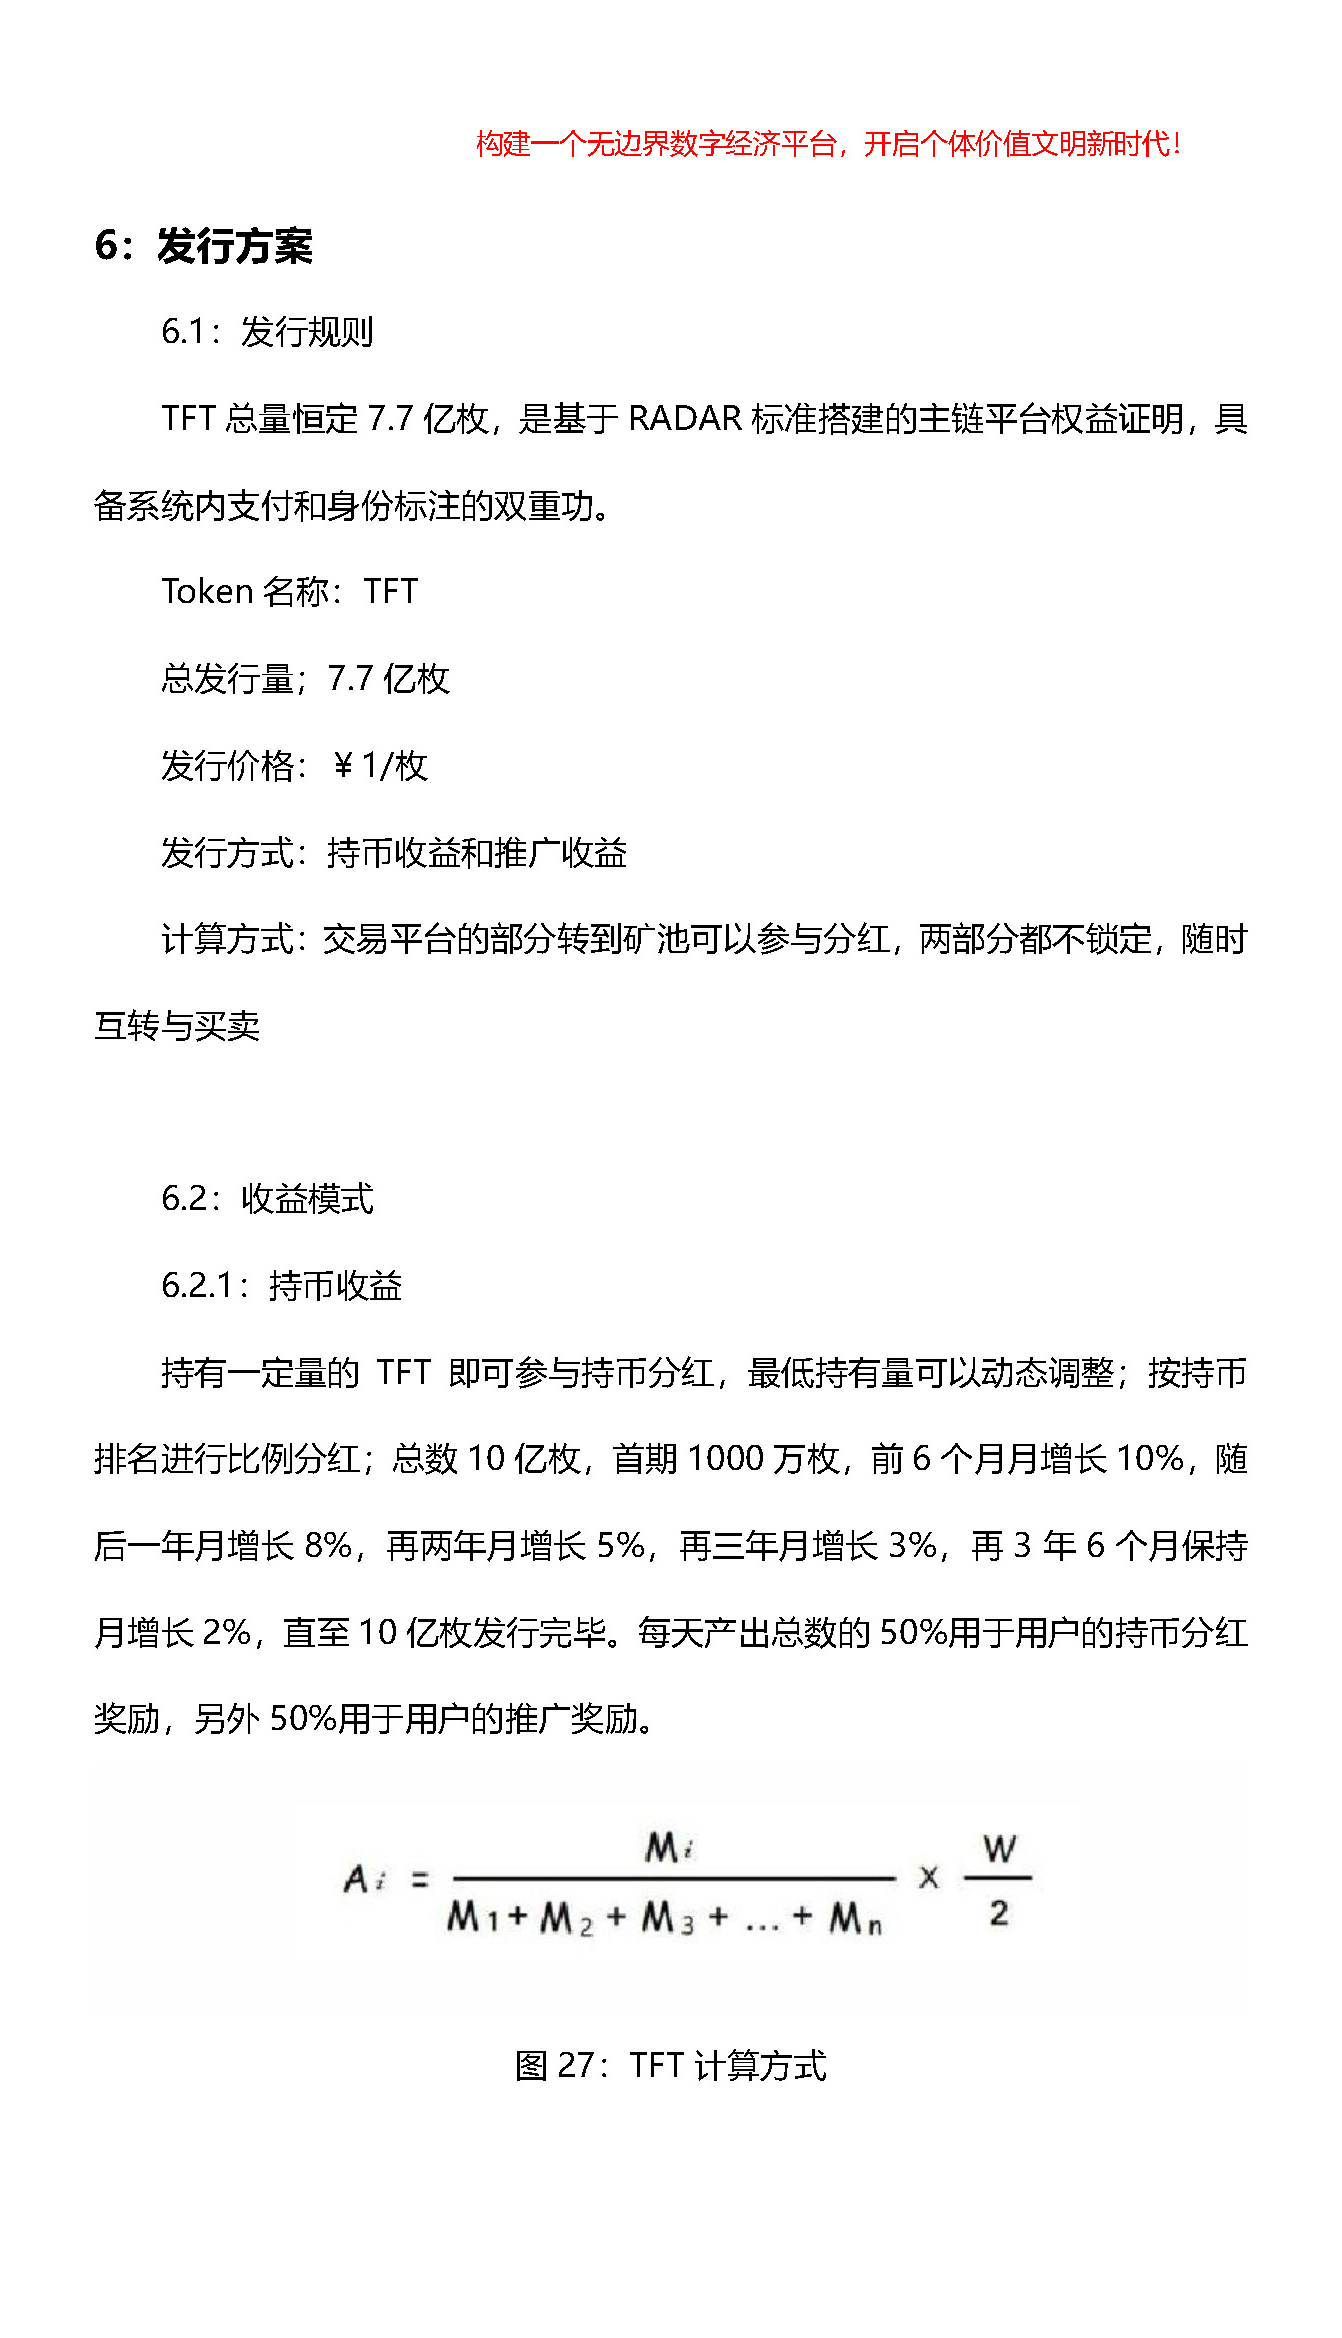 构建一个无边界数字经济平台，开启个体价值文明新时代！
6：发行方案
6.1：发行规则
TFT 总量恒定 7.7 亿枚，是基于 RADAR 标准搭建的主链平台权益证明，具
备系统内支付和身份标注的双重功。
Token 名称：TFT
总发行量；7.7 亿枚
发行价格：￥1/枚
发行方式：持币收益和推广收益
计算方式：交易平台的部分转到矿池可以参与分红，两部分都不锁定，随时
互转与买卖
6.2：收益模式
6.2.1：持币收益
持有一定量的 TFT 即可参与持币分红，最低持有量可以动态调整；按持币
排名进行比例分红；总数 10 亿枚，首期 1000 万枚，前 6 个月月增长 10%，随
后一年月增长 8%，再两年月增长 5%，再三年月增长 3%，再 3 年 6 个月保持
月增长 2%，直至 10 亿枚发行完毕。每天产出总数的 50%用于用户的持币分红
奖励，另外 50%用于用户的推广奖励。
Mi W
Ai = × 
M1 + M2 + M3 + ... + Mn 2
图 27：TFT 计算方式